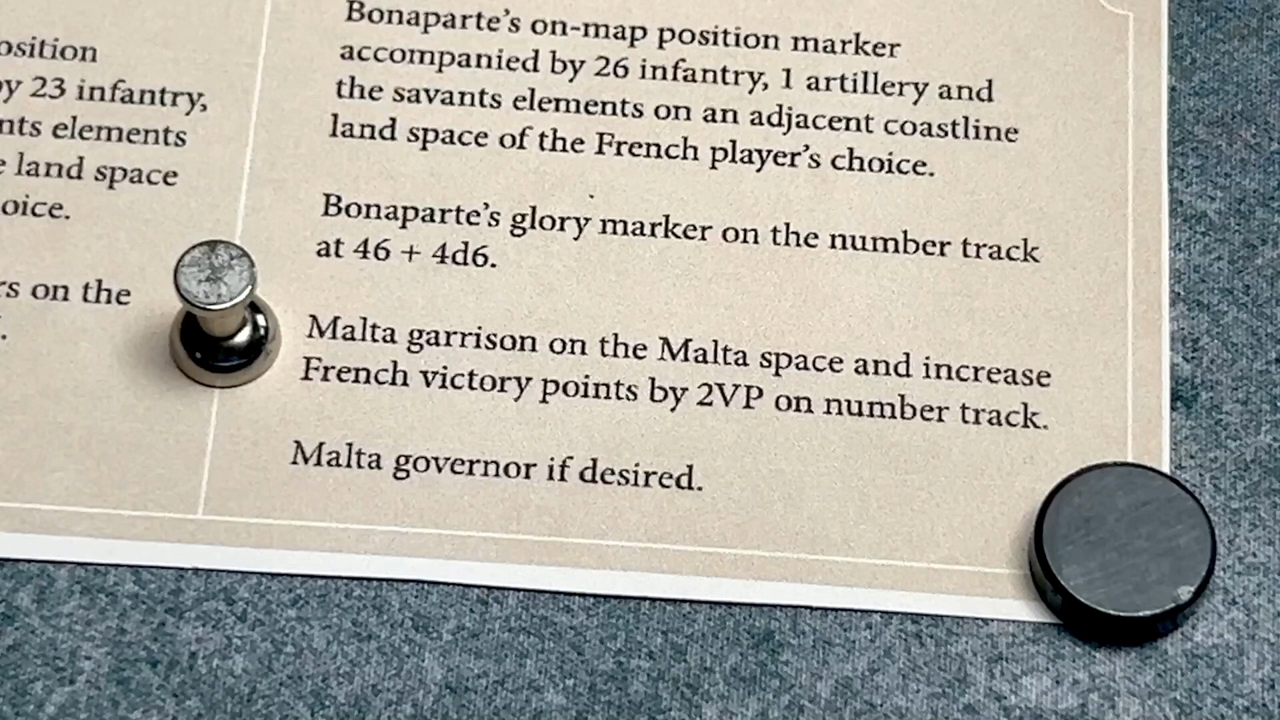 osition
y 23 infantry,
nts elements
land space
oice.
rs on the
Bonaparte's on-map position marker
accompanied by 26 infantry, 1 artillery and
the savants elements on an adjacent coastline
land space of the French player's choice.
Bonaparte's glory marker on the number track
at 46 + 4d6.
Malta garrison on the Malta space and increase
French victory points by 2VP on number track.
Malta governor if desired.